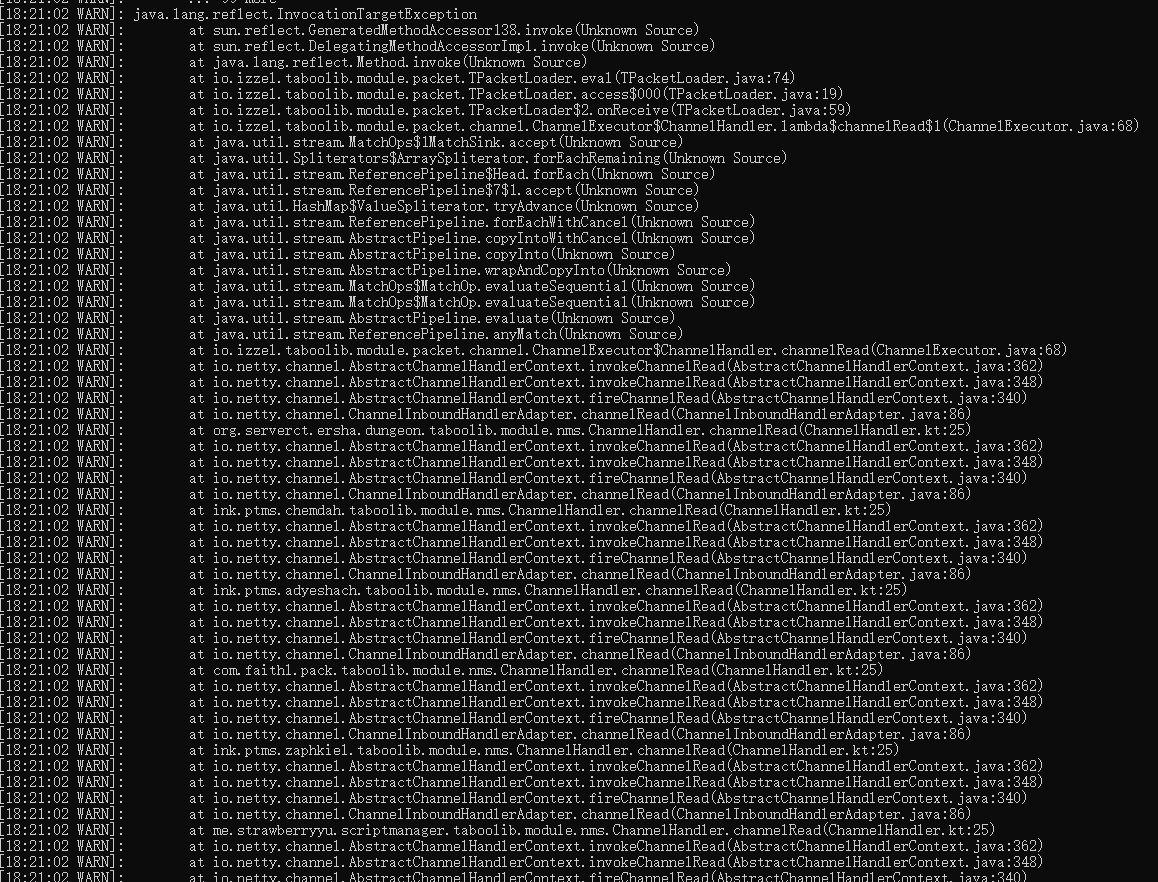 [18:21:02 WARN]: ... 99 more
[18:21:02 WARN]: java.lang.reflect.InvocationTargetException
[18:21:02 WARN]: at sun.reflect.GeneratedMethodAccessor138.invoke(Unknown Source)
[18:21:02 WARN]: at sun.reflect.DelegatingMethodAccessorImpl.invoke(Unknown Source)
[18:21:02 WARN]: at java.lang.reflect.Method.invoke(Unknown Source)
[18:21:02 WARN]: at io.izzel.taboolib.module.packet.TPacketLoader.eval(TPacketLoader.java:74)
[18:21:02 WARN]: at io.izzel.taboolib.module.packet.TPacketLoader.access$000(TPacketLoader.java:19)
[18:21:02 WARN]: at io.izzel.taboolib.module.packet.TPacketLoader$2.onReceive(TPacketLoader.java:59)
[18:21:02 WARN]: at io.izzel.taboolib.module.packet.channel.ChannelExecutor$ChannelHandler.lambda$channelRead$1(ChannelExecutor.java:68)
[18:21:02 WARN]: at java.util.stream.MatchOps$1MatchSink.accept(Unknown Source)
[18:21:02 WARN]: at java.util.Spliterators$ArraySpliterator.forEachRemaining(Unknown Source)
[18:21:02 WARN]: at java.util.stream.ReferencePipeline$Head.forEach(Unknown Source)
[18:21:02 WARN]: at java.util.stream.ReferencePipeline$7$1.accept(Unknown Source)
[18:21:02 WARN]: at java.util.HashMap$ValueSpliterator.tryAdvance(Unknown Source)
[18:21:02 WARN]: at java.util.stream.ReferencePipeline.forEachWithCancel(Unknown Source)
[18:21:02 WARN]: at java.util.stream.AbstractPipeline.copyIntoWithCancel(Unknown Source)
[18:21:02 WARN]: at java.util.stream.AbstractPipeline.copyInto(Unknown Source)
[18:21:02 WARN]: at java.util.stream.AbstractPipeline.wrapAndCopyInto(Unknown Source)
[18:21:02 WARN]: at java.util.stream.MatchOps$MatchOp.evaluateSequential(Unknown Source)
[18:21:02 WARN]: at java.util.stream.MatchOps$MatchOp.evaluateSequential(Unknown Source)
[18:21:02 WARN]: at java.util.stream.AbstractPipeline.evaluate(Unknown Source)
[18:21:02 WARN]: at java.util.stream.ReferencePipeline.anyMatch(Unknown Source)
[18:21:02 WARN]: at io.izzel.taboolib.module.packet.channel.ChannelExecutor$ChannelHandler.channelRead(ChannelExecutor.java:68)
[18:21:02 WARN]: at io.netty.channel.AbstractChannelHandlerContext.invokeChannelRead(AbstractChannelHandlerContext.java:362)
[18:21:02 WARN]: at io.netty.channel.AbstractChannelHandlerContext.invokeChannelRead(AbstractChannelHandlerContext.java:348)
[18:21:02 WARN]: at io.netty.channel.AbstractChannelHandlerContext.fireChannelRead(AbstractChannelHandlerContext.java:340)
[18:21:02 WARN]: at io.netty.channel.ChannelInboundHandlerAdapter.channelRead(ChannelInboundHandlerAdapter.java:86)
[18:21:02 WARN]: at org.serverct.ersha.dungeon.taboolib.module.nms.ChannelHandler.channelRead(ChannelHandler.kt:25)
[18:21:02 WARN]: at io.netty.channel.AbstractChannelHandlerContext.invokeChannelRead(AbstractChannelHandlerContext.java:362)
[18:21:02 WARN]: at io.netty.channel.AbstractChannelHandlerContext.invokeChannelRead(AbstractChannelHandlerContext.java:348)
[18:21:02 WARN]: at io.netty.channel.AbstractChannelHandlerContext.fireChannelRead(AbstractChannelHandlerContext.java:340)
[18:21:02 WARN]: at io.netty.channel.ChannelInboundHandlerAdapter.channelRead(ChannelInboundHandlerAdapter.java:86)
[18:21:02 WARN]: at ink.ptms.chemdah.taboolib.module.nms.ChannelHandler.channelRead(ChannelHandler.kt:25)
[18:21:02 WARN]: at io.netty.channel.AbstractChannelHandlerContext.invokeChannelRead(AbstractChannelHandlerContext.java:362)
[18:21:02 WARN]: at io.netty.channel.AbstractChannelHandlerContext.invokeChannelRead(AbstractChannelHandlerContext.java:348)
[18:21:02 WARN]: at io.netty.channel.AbstractChannelHandlerContext.fireChannelRead(AbstractChannelHandlerContext.java:340)
[18:21:02 WARN]: at io.netty.channel.ChannelInboundHandlerAdapter.channelRead(ChannelInboundHandlerAdapter.java:86)
[18:21:02 WARN]: at ink.ptms.adyeshach.taboolib.module.nms.ChannelHandler.channelRead(ChannelHandler.kt:25)
[18:21:02 WARN]: at io.netty.channel.AbstractChannelHandlerContext.invokeChannelRead(AbstractChannelHandlerContext.java:362)
[18:21:02 WARN]: at io.netty.channel.AbstractChannelHandlerContext.invokeChannelRead(AbstractChannelHandlerContext.java:348)
[18:21:02 WARN]: at io.netty.channel.AbstractChannelHandlerContext.fireChannelRead(AbstractChannelHandlerContext.java:340)
[18:21:02 WARN]: at io.netty.channel.ChannelInboundHandlerAdapter.channelRead(ChannelInboundHandlerAdapter.java:86)
[18:21:02 WARN]: at com.faithl.pack.taboolib.module.nms.ChannelHandler.channelRead(ChannelHandler.kt:25)
[18:21:02 WARN]: at io.netty.channel.AbstractChannelHandlerContext.invokeChannelRead(AbstractChannelHandlerContext.java:362)
[18:21:02 WARN]: at io.netty.channel.AbstractChannelHandlerContext.invokeChannelRead(AbstractChannelHandlerContext.java:348)
[18:21:02 WARN]: at io.netty.channel.AbstractChannelHandlerContext.fireChannelRead(AbstractChannelHandlerContext.java:340)
[18:21:02 WARN]: at io.netty.channel.ChannelInboundHandlerAdapter.channelRead(ChannelInboundHandlerAdapter.java:86)
[18:21:02 WARN]: at ink.ptms.zaphkiel.taboolib.module.nms.ChannelHandler.channelRead(ChannelHandler.kt:25)
[18:21:02 WARN]: at io.netty.channel.AbstractChannelHandlerContext.invokeChannelRead(AbstractChannelHandlerContext.java:362)
[18:21:02 WARN]: at io.netty.channel.AbstractChannelHandlerContext.invokeChannelRead(AbstractChannelHandlerContext.java:348)
[18:21:02 WARN]: at io.netty.channel.AbstractChannelHandlerContext.fireChannelRead(AbstractChannelHandlerContext.java:340)
[18:21:02 WARN]: at io.netty.channel.ChannelInboundHandlerAdapter.channelRead(ChannelInboundHandlerAdapter.java:86)
[18:21:02 WARN]: at me.strawberryyu.scriptmanager.taboolib.module.nms.ChannelHandler.channelRead(ChannelHandler.kt:25)
[18:21:02 WARN]: at io.netty.channel.AbstractChannelHandlerContext.invokeChannelRead(AbstractChannelHandlerContext.java:362)
[18:21:02 WARN]: at io.netty.channel.AbstractChannelHandlerContext.invokeChannelRead(AbstractChannelHandlerContext.java:348)
[18:21:02 WARN]: at io.netty.channel.AbstractChannelHandlerContext.fireChannelRead(AbstractChannelHandlerContext.java:340)